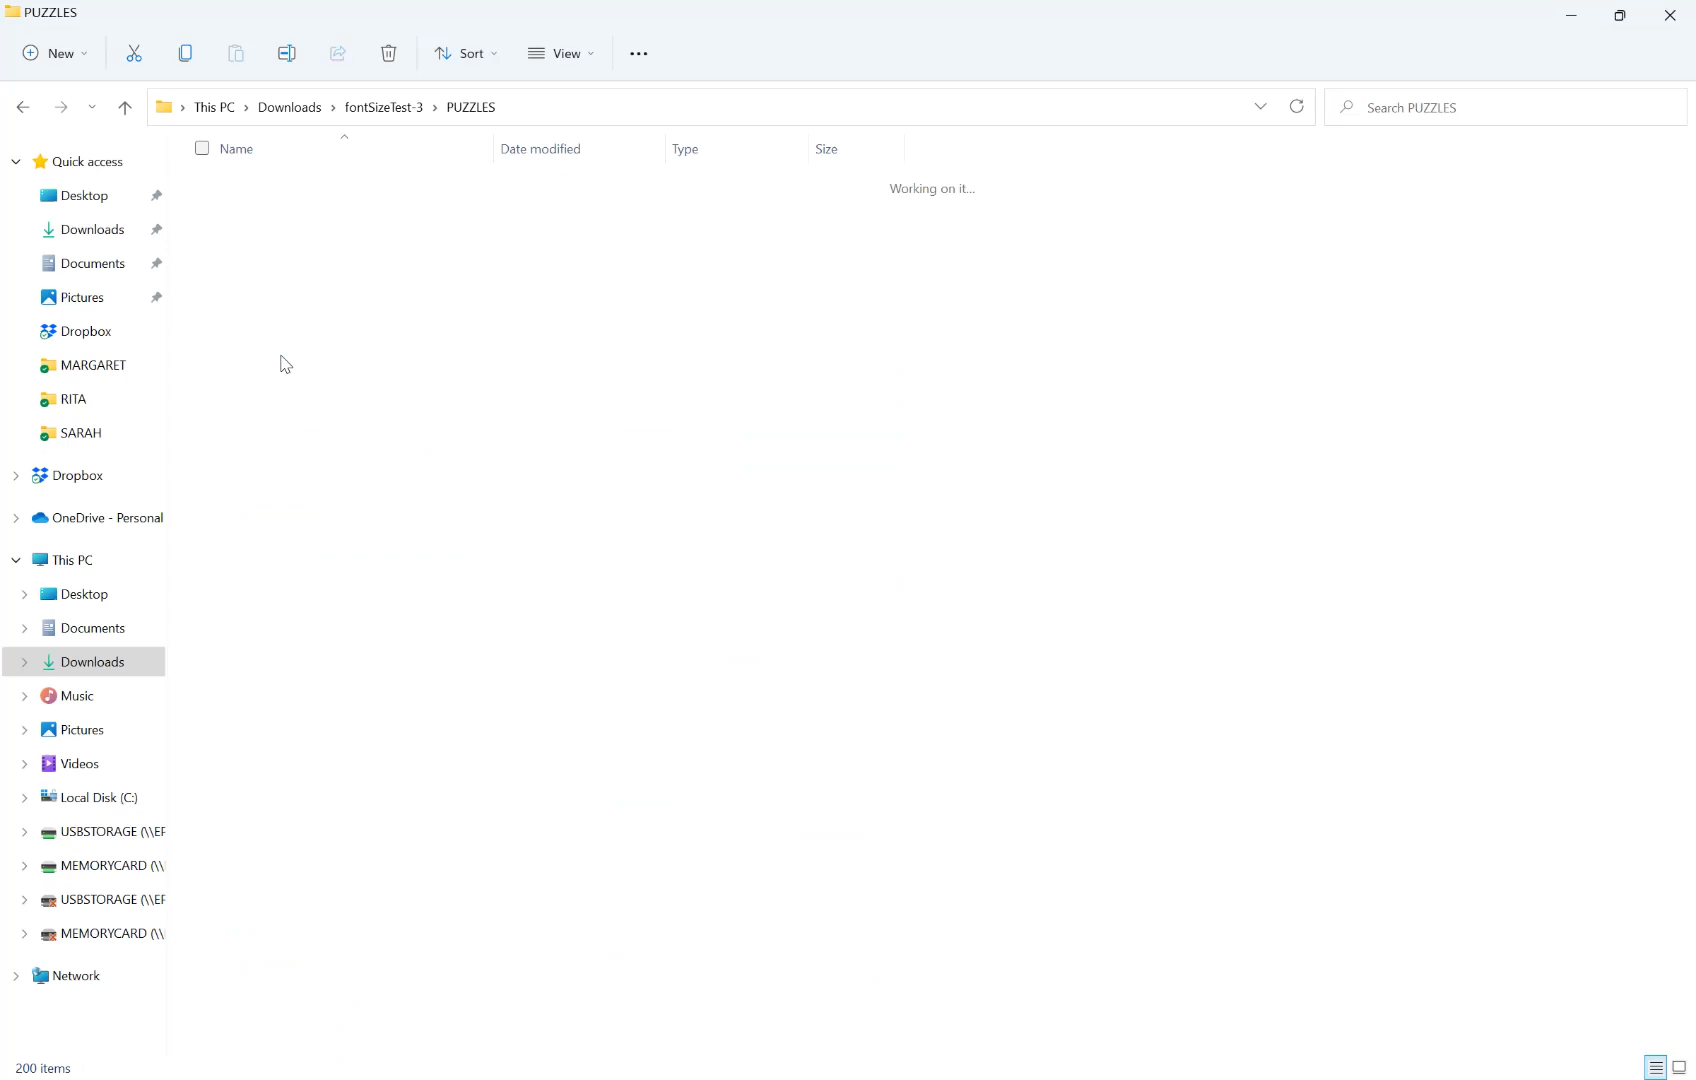 PUZZLES
New
Sort
View
This PC > Downloads > fontSizeTest-3 > PUZZLES
Search PUZZLES
Name
Date modified
Type
Size
Working on it...
Quick access
Desktop
Downloads
Documents
Pictures
Dropbox
MARGARET
RITA
SARAH
Dropbox
OneDrive - Personal
This PC
Desktop
Documents
Downloads
Music
Pictures
Videos
Local Disk (C:)
USBSTORAGE (\\EF
MEMORYCARD (\\
USBSTORAGE (\\EF
MEMORYCARD (\\
Network
200 items